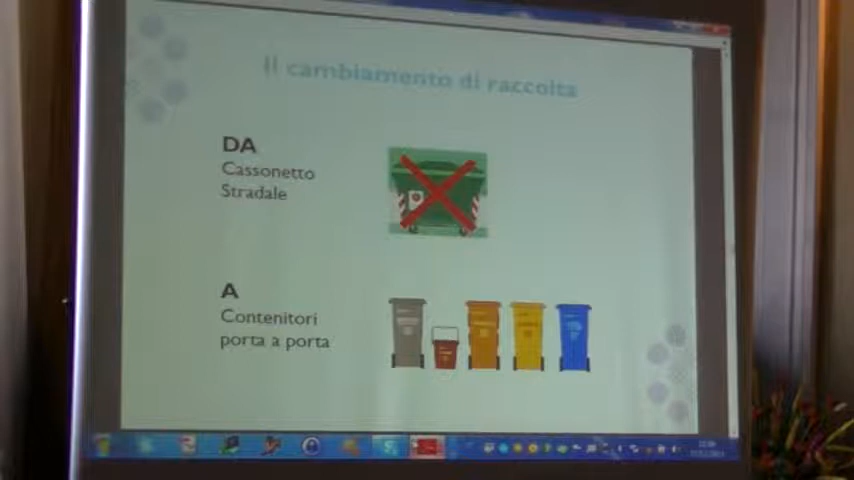 Il cambiamento di raccolta
DA
Cassonetto
Stradale
A
Contenitori
porta a porta